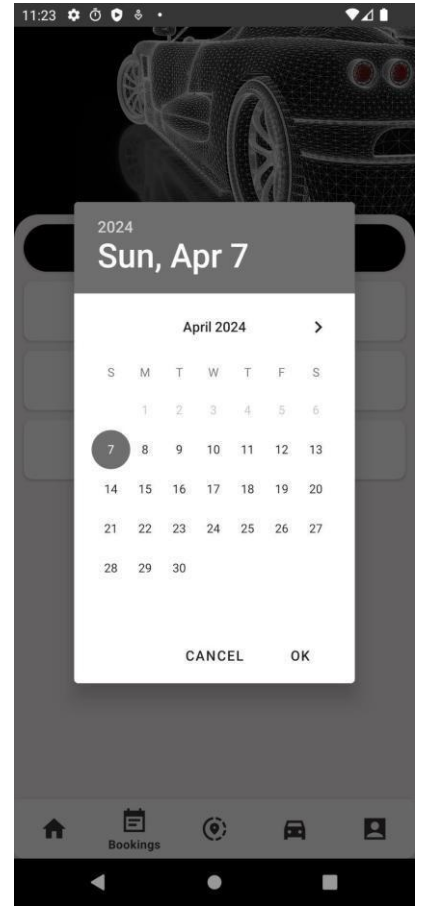 11:23
2024
Sun, Apr 7
April 2024
S M T W T F S
1 2 3 4 5 6
7 8 9 10 11 12 13
14 15 16 17 18 19 20
21 22 23 24 25 26 27
28 29 30
CANCEL OK
Bookings